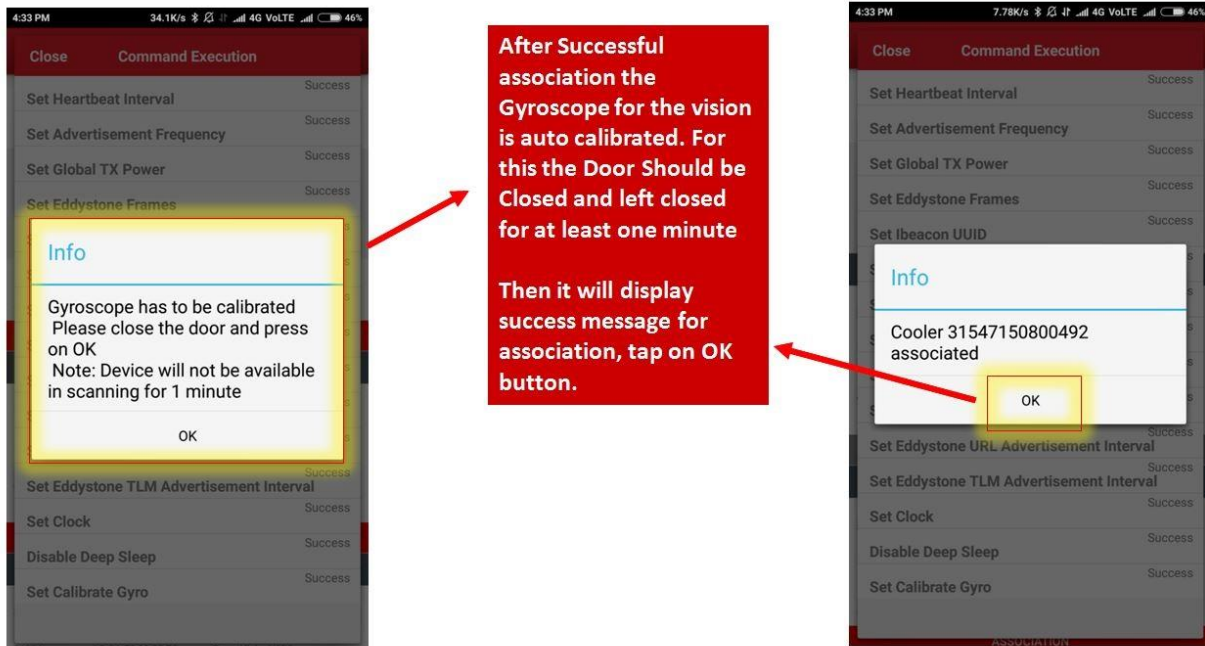 4:33 PM 34.1K/s 4G VoLTE 46%
Close Command Execution
Success
Set Heartbeat Interval
Success
Set Advertisement Frequency
Success
Set Global TX Power
Success
Set Eddystone Frames
Info
Gyroscope has to be calibrated
Please close the door and press
on OK
Note: Device will not be available
in scanning for 1 minute
OK
Success
Set Eddystone TLM Advertisement Interval
Success
Set Clock
Success
Disable Deep Sleep
Success
Set Calibrate Gyro
After Successful
association the
Gyroscope for the vision
is auto calibrated. For
this the Door Should be
Closed and left closed
for at least one minute
Then it will display
success message for
association, tap on OK
button.
4:33 PM 7.78K/s 4G VoLTE 46%
Close Command Execution
Success
Set Heartbeat Interval
Success
Set Advertisement Frequency
Success
Set Global TX Power
Success
Set Eddystone Frames
Success
Set Ibeacon UUID
Info
Cooler 31547150800492
associated
OK
Success
Set Eddystone URL Advertisement Interval
Success
Set Eddystone TLM Advertisement Interval
Success
Set Clock
Success
Disable Deep Sleep
Success
Set Calibrate Gyro
ASSOCIATION